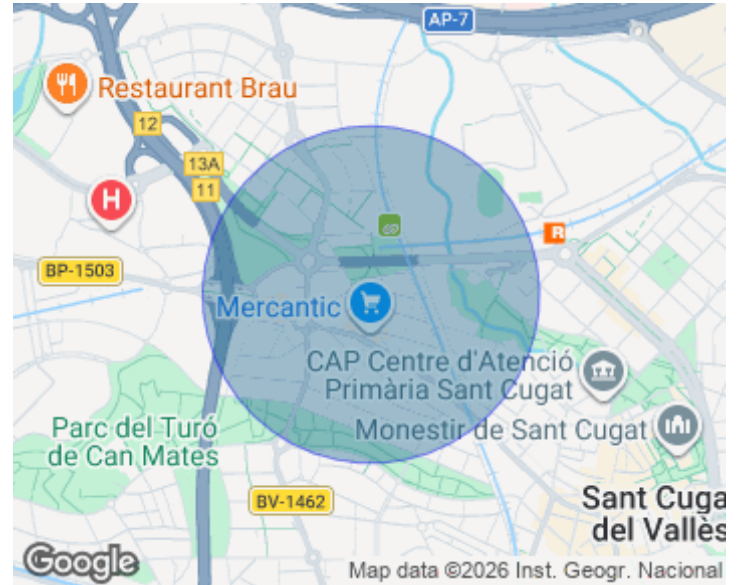 AP-7
Restaurant Brau
12
13A
11
H
R
BP-1503
Mercantic
CAP Centre d'Atenció
Primària Sant Cugat
Parc del Turó
de Can Mates
Monestir de Sant Cugat
BV-1462
Sant Cuga
del Vallès
Google
Map data ©2026 Inst. Geogr. Nacional